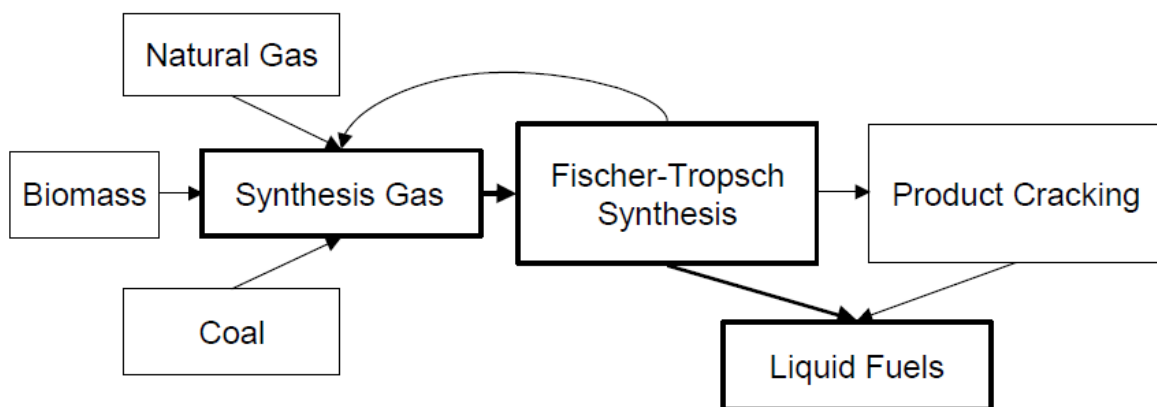 Natural Gas
Biomass
Synthesis Gas
Fischer-Tropsch
Synthesis
Product Cracking
Coal
Liquid Fuels